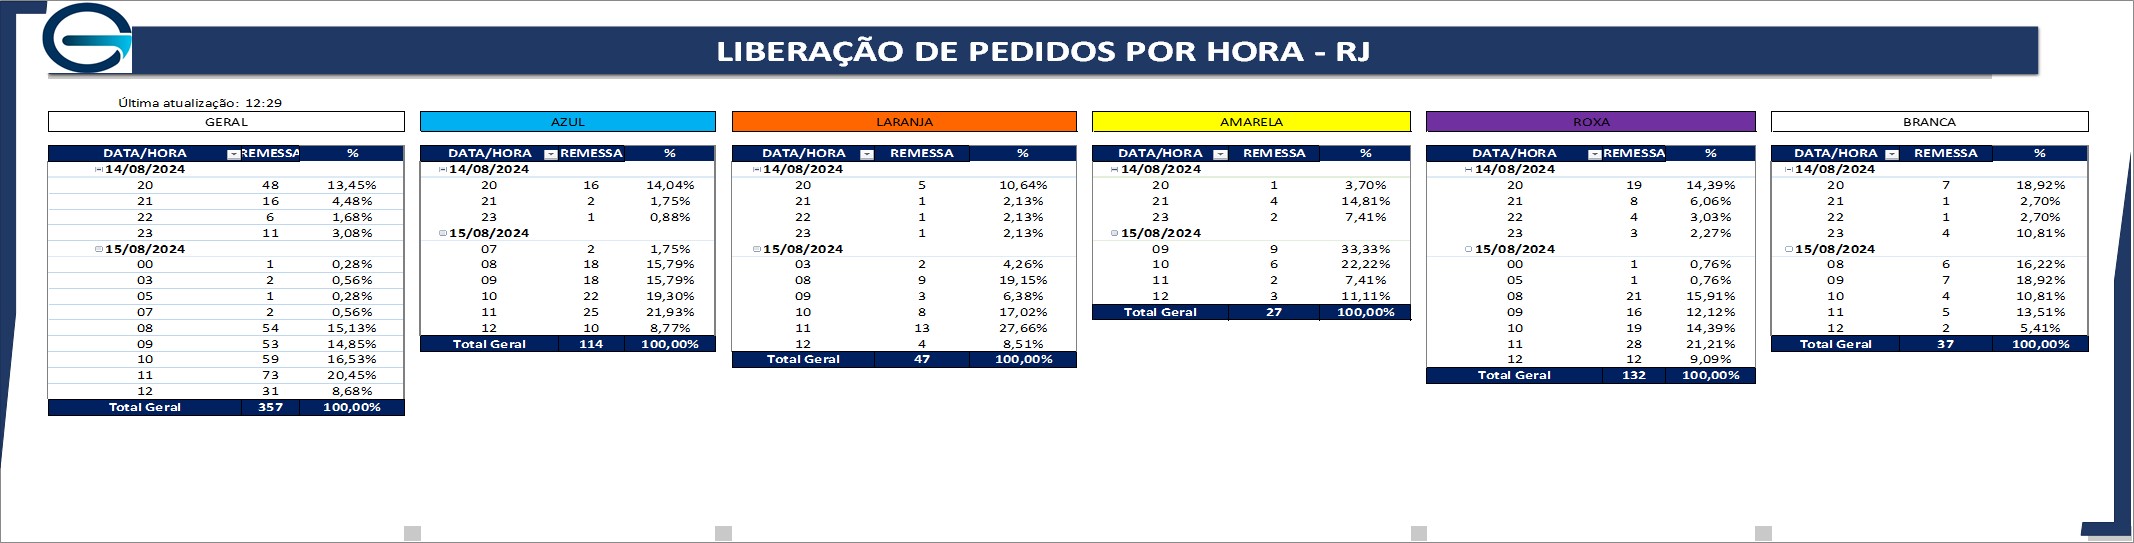 LIBERAÇÃO DE PEDIDOS POR HORA - RJ
Última atualização: 12:29
GERAL
DATA/HORA REMESSA %
14/08/2024
20 48 13,45%
21 16 4,48%
22 6 1,68%
23 11 3,08%
15/08/2024
00 1 0,28%
03 2 0,56%
05 1 0,28%
07 2 0,56%
08 54 15,13%
09 53 14,85%
10 59 16,53%
11 73 20,45%
12 31 8,68%
Total Geral 357 100,00%
AZUL
DATA/HORA REMESSA %
14/08/2024
20 16 14,04%
21 2 1,75%
23 1 0,88%
15/08/2024
07 2 1,75%
08 18 15,79%
09 18 15,79%
10 22 19,30%
11 25 21,93%
12 10 8,77%
Total Geral 114 100,00%
LARANJA
DATA/HORA REMESSA %
14/08/2024
20 5 10,64%
21 1 2,13%
22 1 2,13%
23 1 2,13%
15/08/2024
03 2 4,26%
08 9 19,15%
09 3 6,38%
10 8 17,02%
11 13 27,66%
12 4 8,51%
Total Geral 47 100,00%
AMARELA
DATA/HORA REMESSA %
14/08/2024
20 1 3,70%
21 4 14,81%
23 2 7,41%
15/08/2024
09 9 33,33%
10 6 22,22%
11 2 7,41%
12 3 11,11%
Total Geral 27 100,00%
ROXA
DATA/HORA REMESSA %
14/08/2024
20 19 14,39%
21 8 6,06%
22 4 3,03%
23 3 2,27%
15/08/2024
00 1 0,76%
05 1 0,76%
08 21 15,91%
09 16 12,12%
10 19 14,39%
11 28 21,21%
12 12 9,09%
Total Geral 132 100,00%
BRANCA
DATA/HORA REMESSA %
14/08/2024
20 7 18,92%
21 1 2,70%
22 1 2,70%
23 4 10,81%
15/08/2024
08 6 16,22%
09 7 18,92%
10 4 10,81%
11 5 13,51%
12 2 5,41%
Total Geral 37 100,00%